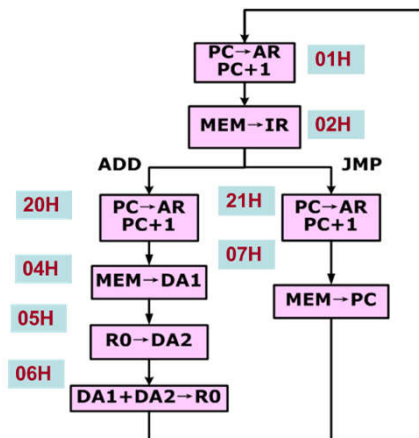 PC→AR
PC+1
01H
MEM→IR
02H
ADD
JMP
20H
PC→AR
PC+1
21H
PC→AR
PC+1
04H
MEM→DA1
07H
MEM→PC
05H
R0→DA2
06H
DA1+DA2→R0